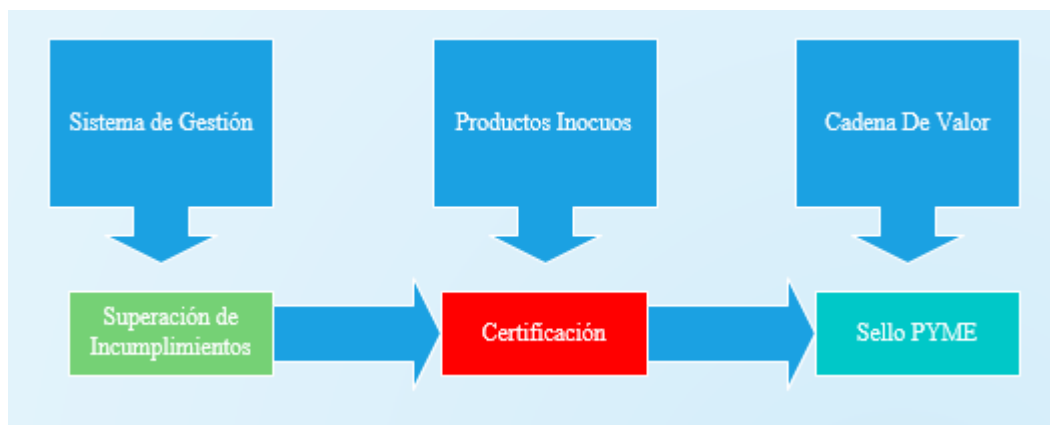 Sistema de Gestión
Productos Inocuos
Cadena De Valor
Superación de
Incumplimientos
Certificación
Sello PYME